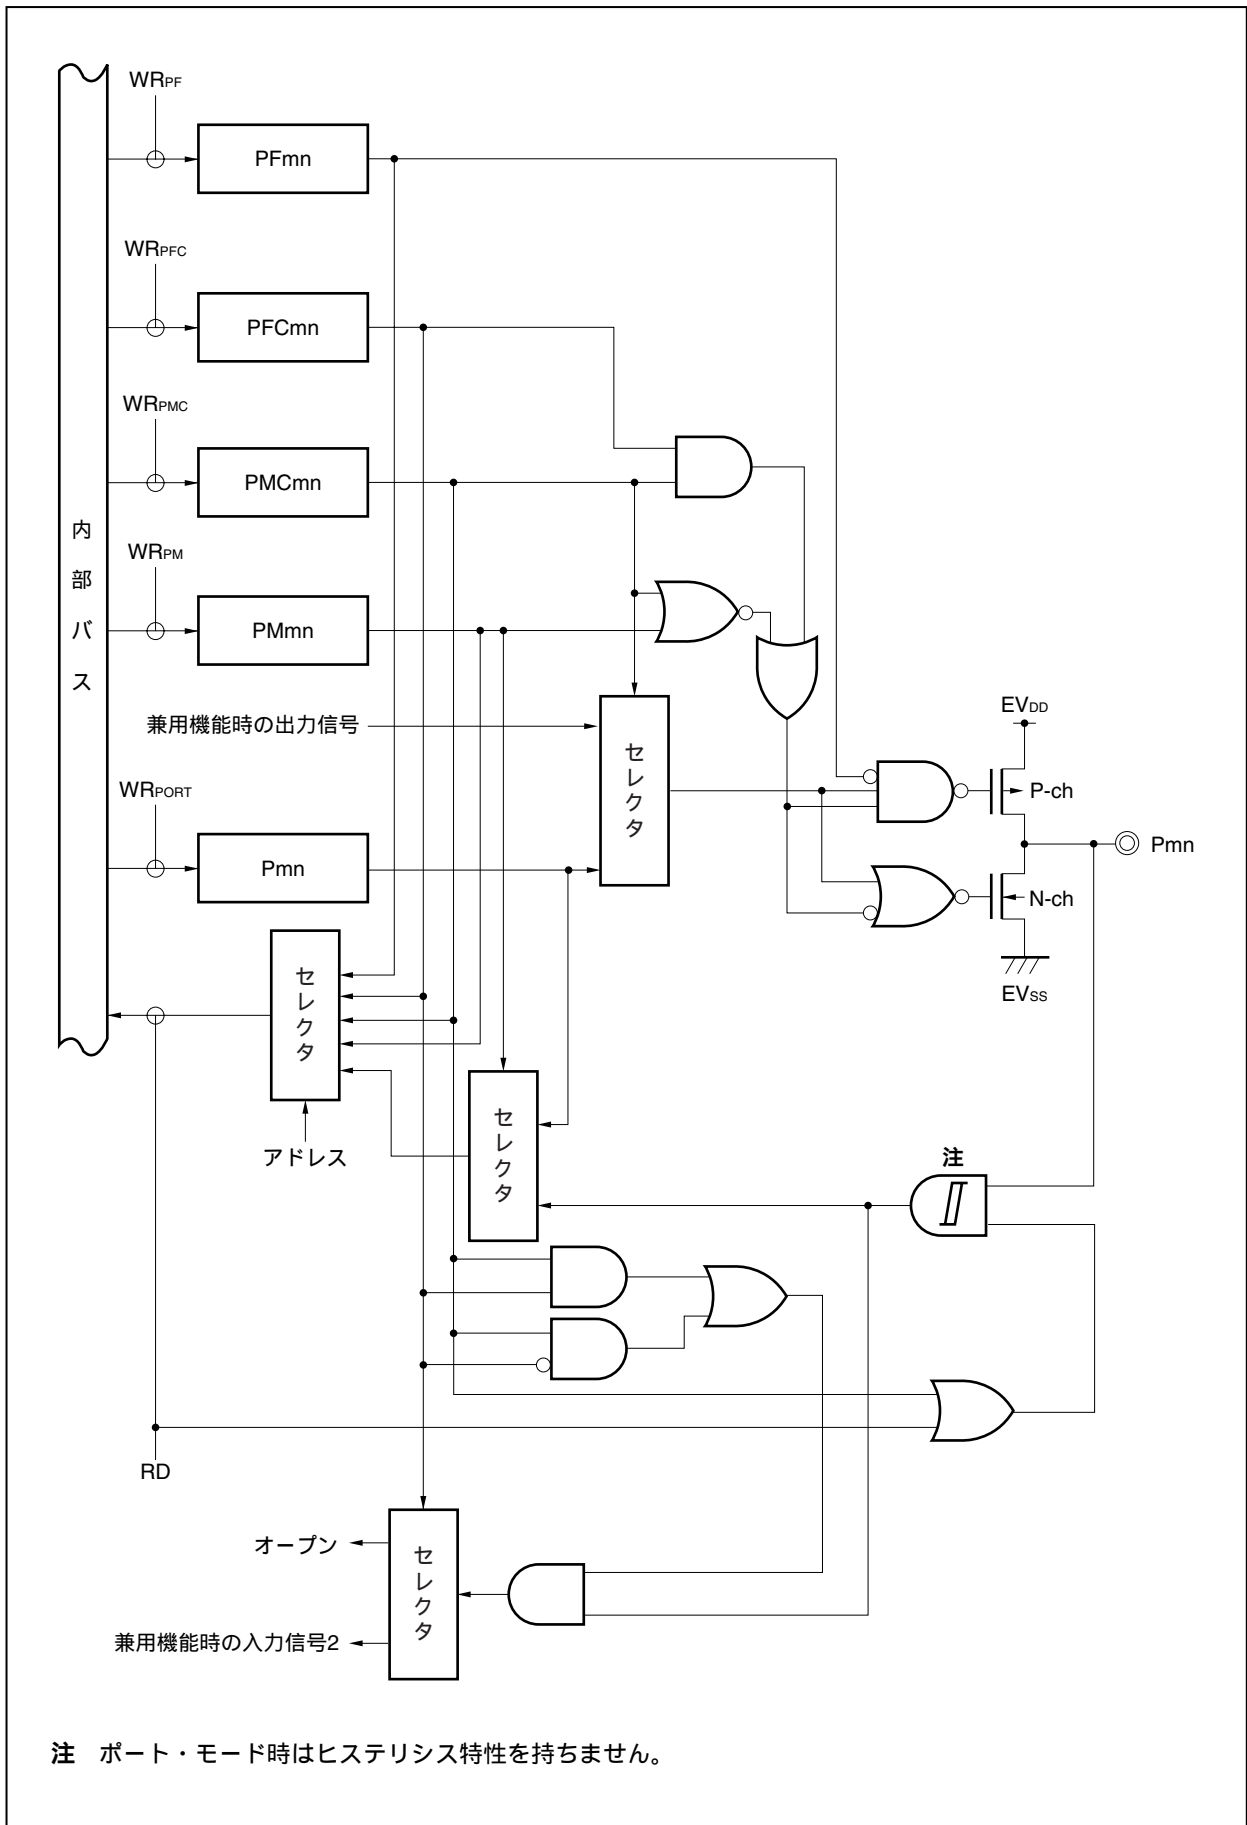 WRPF
PFmn
WRPFC
PFCmn
WRPMC
PMCmn
内部バス
WRPM
PMmn
兼用機能時の出力信号
セレクタ
EVDD
P-ch
WRPORT
Pmn
Pmn
N-ch
セレクタ
EVSS
アドレス
セレクタ
注
RD
オープン
セレクタ
兼用機能時の入力信号2
注 ポート・モード時はヒステリシス特性を持ちません。